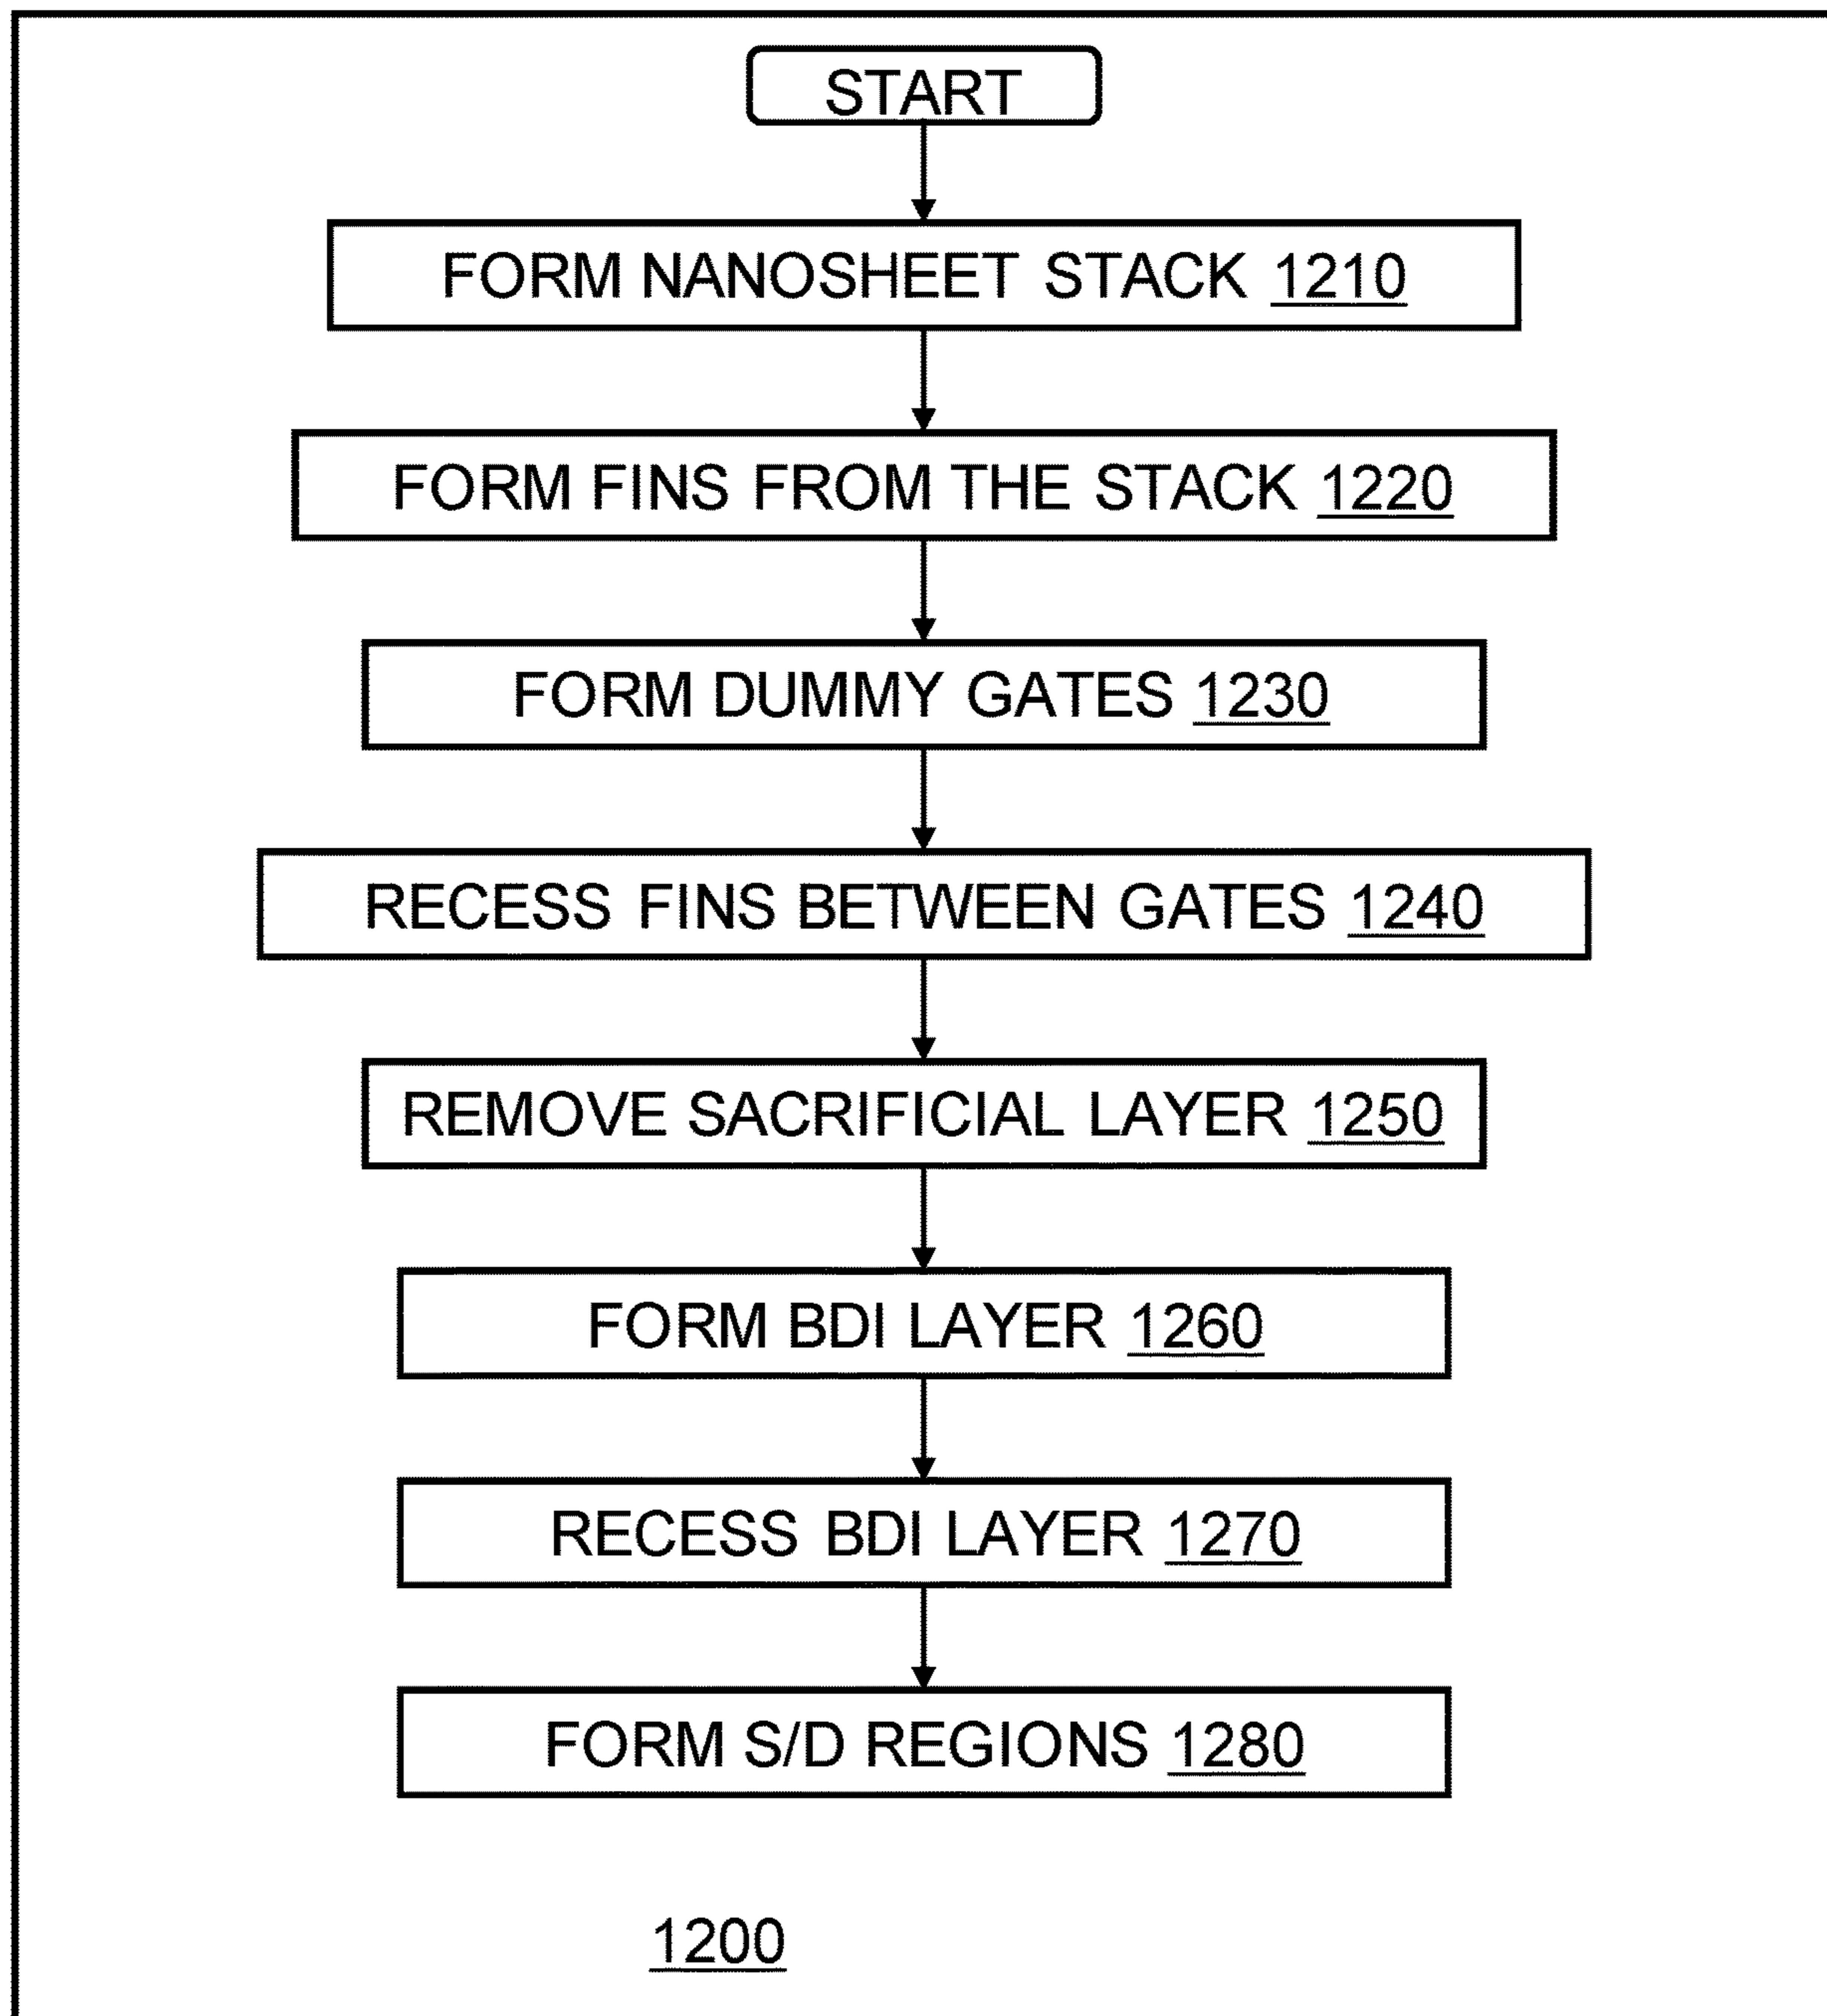 START
FORM NANOSHEET STACK 1210
FORM FINS FROM THE STACK 1220
FORM DUMMY GATES 1230
RECESS FINS BETWEEN GATES 1240
REMOVE SACRIFICIAL LAYER 1250
FORM BDI LAYER 1260
RECESS BDI LAYER 1270
FORM S/D REGIONS 1280
1200